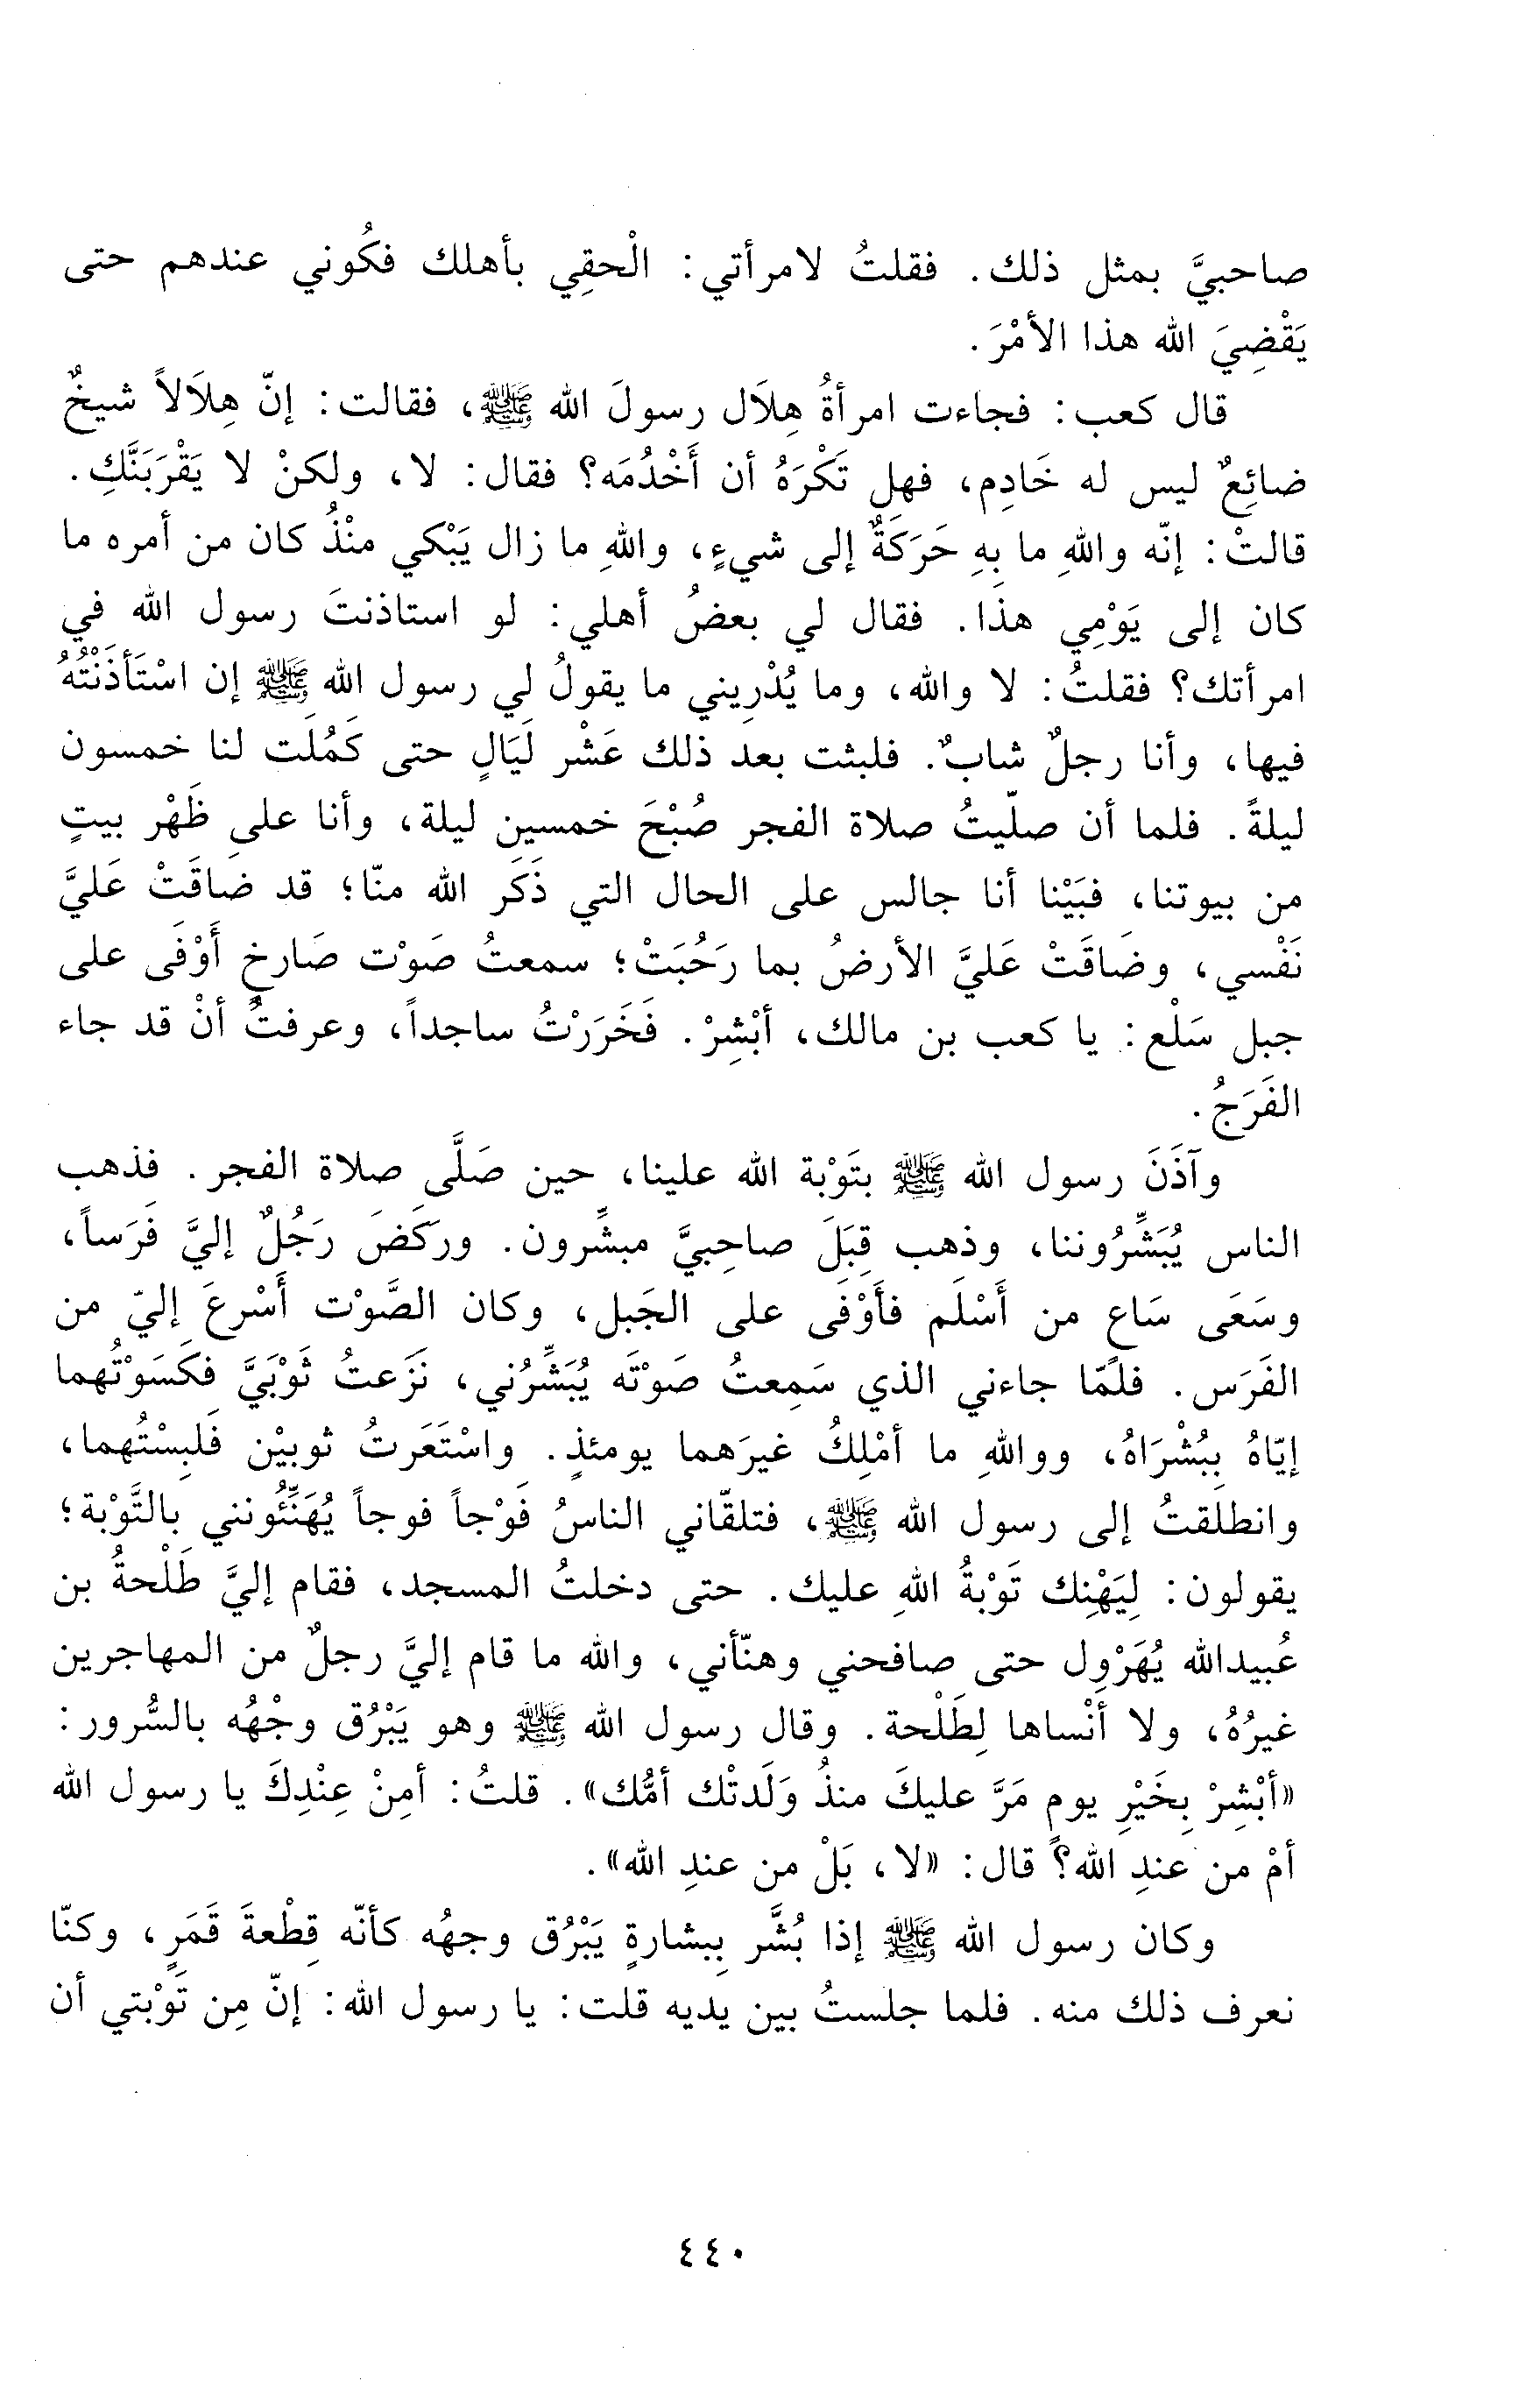 صاحبيَّ بمثل ذلك. فقلتُ لامرأتي: الْحقِي بأهلك فكُوني عندهم حتى
يَقْضِيَ الله هذا الأمْرَ.
قال كعب: فجاءت امرأةُ هِلَال رسولَ الله ﷺ، فقالت: إنّ هِلَالاً شيخٌ
ضائِعٌ ليس له خَادِم، فهل تَكْرَهُ أن أَخْدُمَه؟ فقال: لا، ولكنْ لا يَقْرَبَنَّكِ.
قالتْ: إنّه واللهِ ما بِهِ حَرَكَةٌ إلى شيءٍ، واللهِ ما زال يَبْكي منْذُ كان من أمره ما
كان إلى يَوْمِي هذا. فقال لي بعضُ أهلي: لو استاذنتَ رسول الله في
امرأتك؟ فقلتُ: لا والله، وما يُدْرِيني ما يقولُ لي رسول الله ﷺ إن اسْتَأْذَنْتُهُ
فيها، وأنا رجلٌ شابٌ. فلبثت بعد ذلك عَشْر لَيَالٍ حتى كَمُلَت لنا خمسون
ليلةً. فلما أن صلّيتُ صلاة الفجر صُبْحَ خمسين ليلة، وأنا على ظَهْر بيتٍ
من بيوتنا، فبَيْنا أنا جالس على الحال التي ذَكَر الله منّا؛ قد ضَاقَتْ عَليَّ
نَفْسي، وضَاقَتْ عَليَّ الأرضُ بما رَحُبَتْ؛ سمعتُ صَوْت صَارخٍ أَوْفَى على
جبل سَلْع: يا كعب بن مالك، أبْشِرْ. فَخَرَرْتُ ساجداً، وعرفتُ أنْ قد جاء
الفَرَجُ.
وآذَنَ رسول الله ﷺ بتَوْبة الله علينا، حين صَلَّى صلاة الفجر. فذهب
الناس يُبَشِّرُوننا، وذهب قِبَلَ صاحِبيَّ مبشِّرون. وركَضَ رَجُلٌ إليَّ فَرَساً،
وسَعَى سَاعٍ من أَسْلَم فأَوْفَى على الجَبل، وكان الصَّوْت أَسْرعَ إليّ من
الفَرَس. فلمّا جاءني الذي سَمِعتُ صَوْتَه يُبَشِّرُني، نَزَعتُ ثَوْبَيَّ فكَسَوْتُهما
إيّاهُ بِبُشْرَاهُ، وواللهِ ما أمْلِكُ غيرَهما يومئذٍ. واسْتَعَرتُ ثوبيْن فَلبِسْتُهما،
وانطلقتُ إلى رسول الله ﷺ، فتلقّاني الناسُ فَوْجاً فوجاً يُهَنِّئُونني بالتَّوْبة؛
يقولون: لِيَهْنِك تَوْبةُ اللهِ عليك. حتى دخلتُ المسجد، فقام إليَّ طَلْحةُ بن
عُبيدالله يُهَرْوِل حتى صافحني وهنّأني، والله ما قام إليَّ رجلٌ من المهاجرين
غيرُهُ، ولا أنْساها لِطَلْحة. وقال رسول الله ﷺ وهو يَبْرُق وجْهُه بالسُّرور:
«أبْشِرْ بِخَيْرِ يوم مَرَّ عليكَ منذُ وَلَدتْك أمُّك». قلتُ: أمِنْ عِنْدِكَ يا رسول الله
أمْ من عندِ الله؟ قال: «لا، بَلْ من عندِ الله».
وكان رسول الله ﷺ إذا بُشَّر بِبشارةٍ يَبْرُق وجهُه كأنّه قِطْعةَ قَمَرٍ، وكنّا
نعرف ذلك منه. فلما جلستُ بين يديه قلت: يا رسول الله: إنّ مِن تَوْبتي أن
٤٤٠